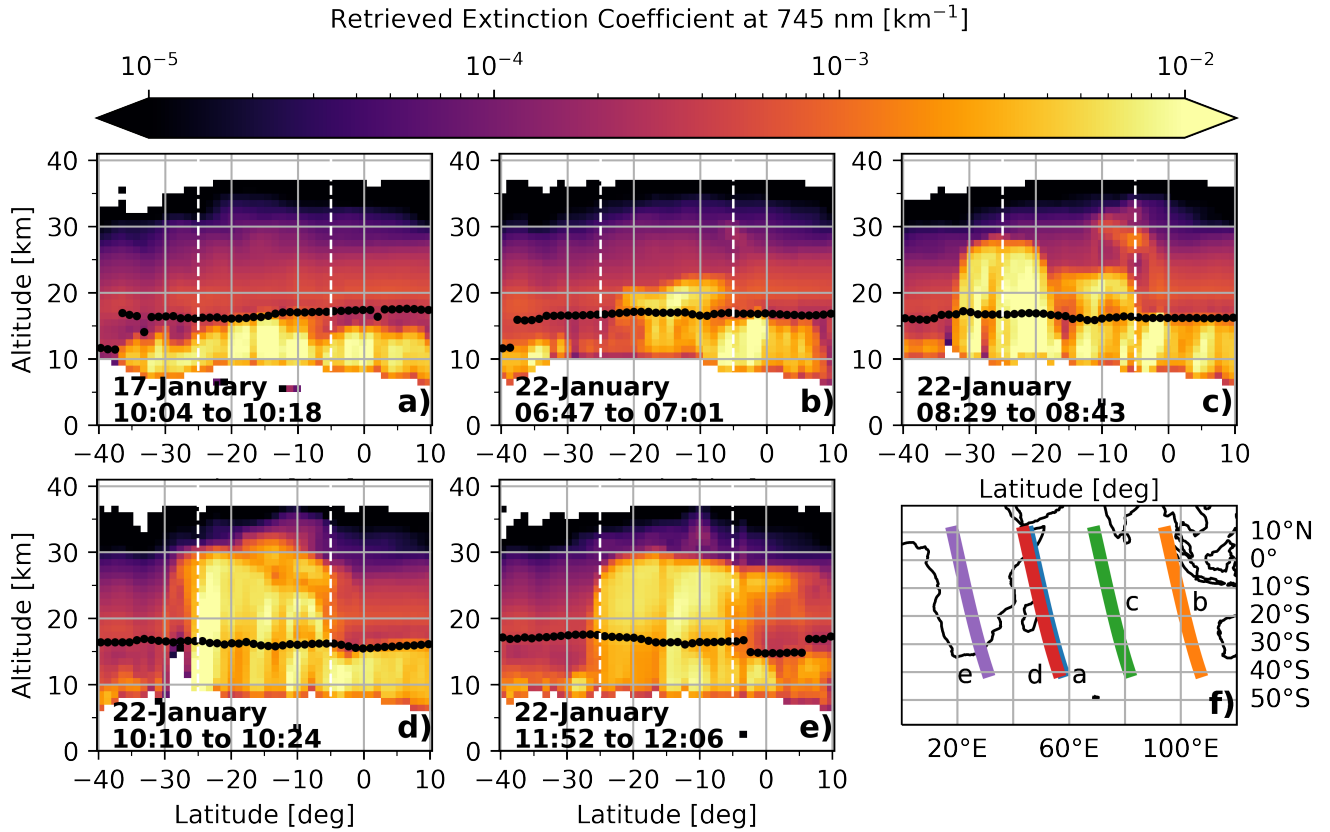 Retrieved Extinction Coefficient at 745 nm [km⁻¹]
10⁻⁵ 10⁻⁴ 10⁻³ 10⁻²
Altitude [km]
40
30
20
10
0
17-January
10:04 to 10:18
a)
−40 −30 −20 −10 0 10
40
30
20
10
0
22-January
06:47 to 07:01
b)
−40 −30 −20 −10 0 10
40
30
20
10
0
22-January
08:29 to 08:43
c)
−40 −30 −20 −10 0 10
Latitude [deg]
Altitude [km]
40
30
20
10
0
22-January
10:10 to 10:24
d)
−40 −30 −20 −10 0 10
Latitude [deg]
40
30
20
10
0
22-January
11:52 to 12:06
e)
−40 −30 −20 −10 0 10
Latitude [deg]
10°N
0°
10°S
20°S
30°S
40°S
50°S
c b
e d a
f)
20°E 60°E 100°E